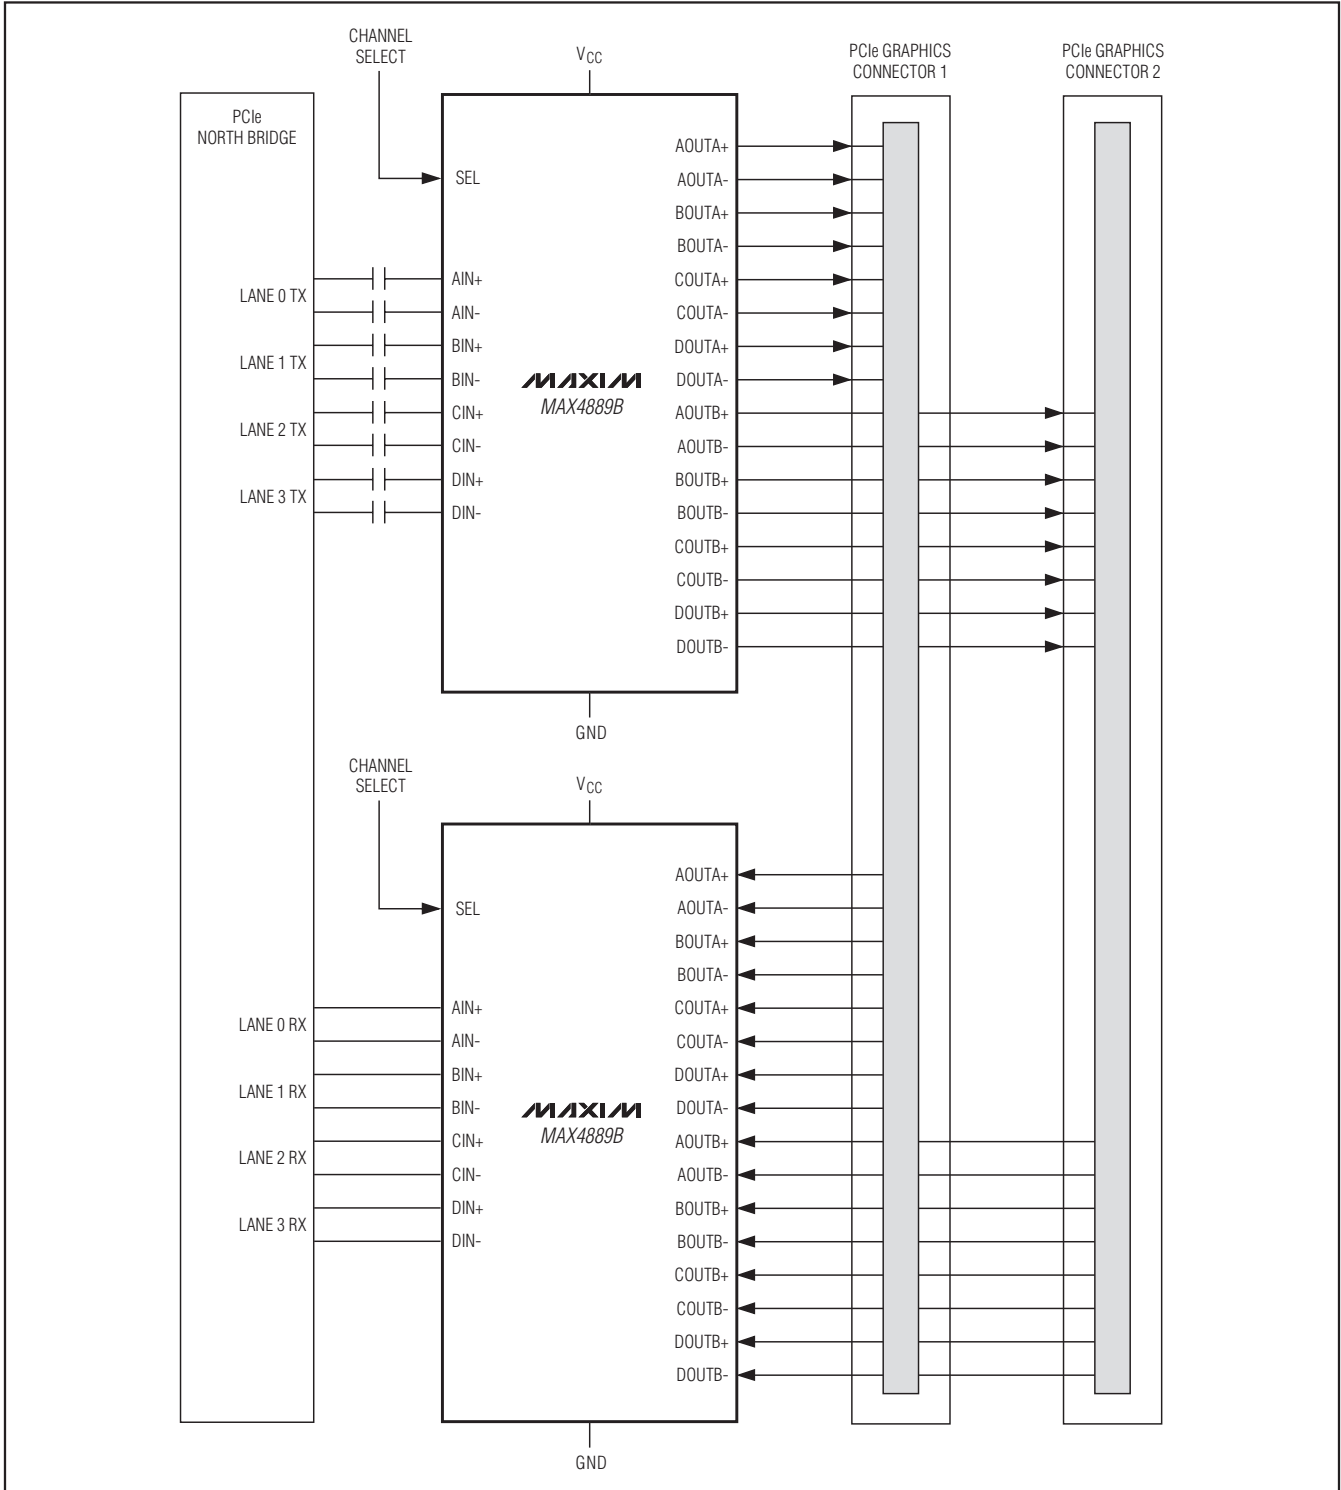 CHANNEL
SELECT
VCC
PCIe GRAPHICS
CONNECTOR 1
PCIe GRAPHICS
CONNECTOR 2
PCIe
NORTH BRIDGE
SEL
LANE 0 TX
LANE 1 TX
LANE 2 TX
LANE 3 TX
AIN+
AIN-
BIN+
BIN-
CIN+
CIN-
DIN+
DIN-
MAXIM
MAX4889B
AOUTA+
AOUTA-
BOUTA+
BOUTA-
COUTA+
COUTA-
DOUTA+
DOUTA-
AOUTB+
AOUTB-
BOUTB+
BOUTB-
COUTB+
COUTB-
DOUTB+
DOUTB-
GND
CHANNEL
SELECT
VCC
SEL
LANE 0 RX
LANE 1 RX
LANE 2 RX
LANE 3 RX
AIN+
AIN-
BIN+
BIN-
CIN+
CIN-
DIN+
DIN-
MAXIM
MAX4889B
AOUTA+
AOUTA-
BOUTA+
BOUTA-
COUTA+
COUTA-
DOUTA+
DOUTA-
AOUTB+
AOUTB-
BOUTB+
BOUTB-
COUTB+
COUTB-
DOUTB+
DOUTB-
GND